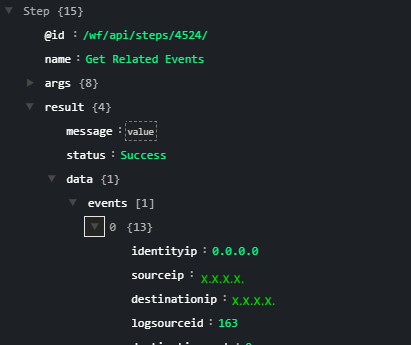 Step {15}
@id : /wf/api/steps/4524/
name : Get Related Events
args {8}
result {4}
message : value
status : Success
data {1}
events [1]
0 {13}
identityip : 0.0.0.0
sourceip : X.X.X.X.
destinationip : X.X.X.X.
logsourceid : 163